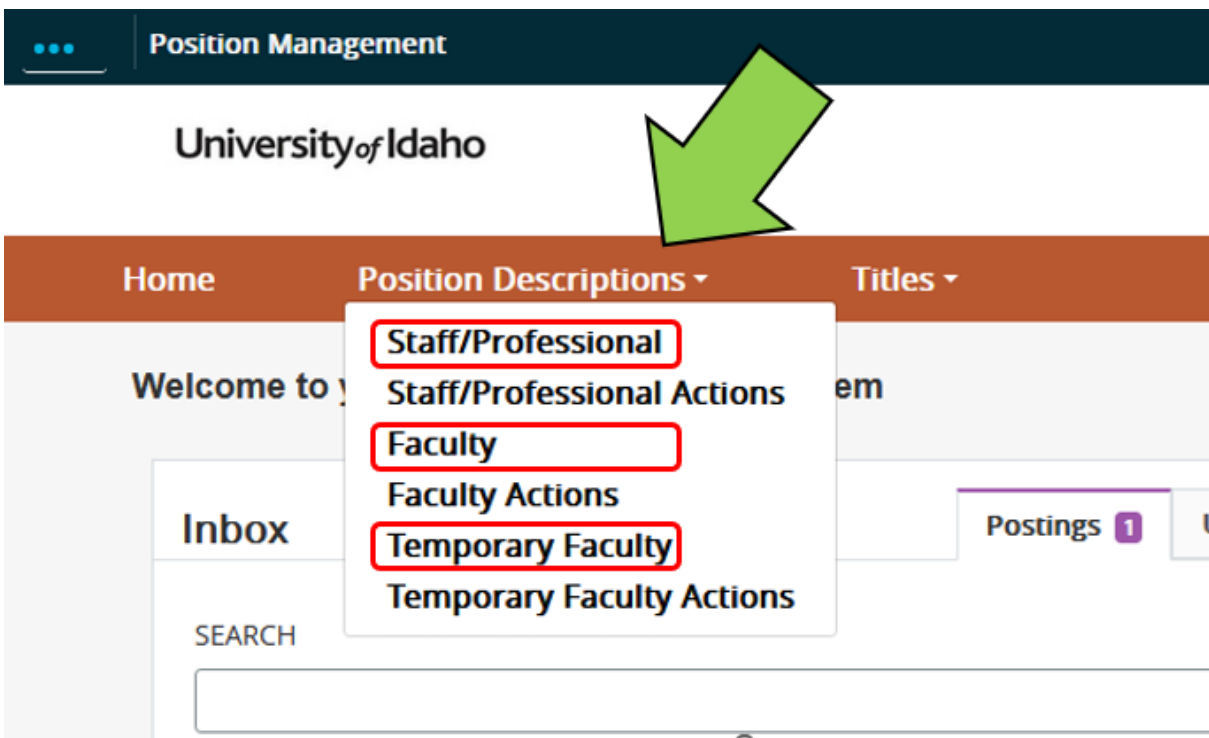 Position Management
University of Idaho
Home Position Descriptions Titles
Staff/Professional
Welcome to em
Staff/Professional Actions
Faculty
Faculty Actions
Inbox Postings 1
Temporary Faculty
Temporary Faculty Actions
SEARCH